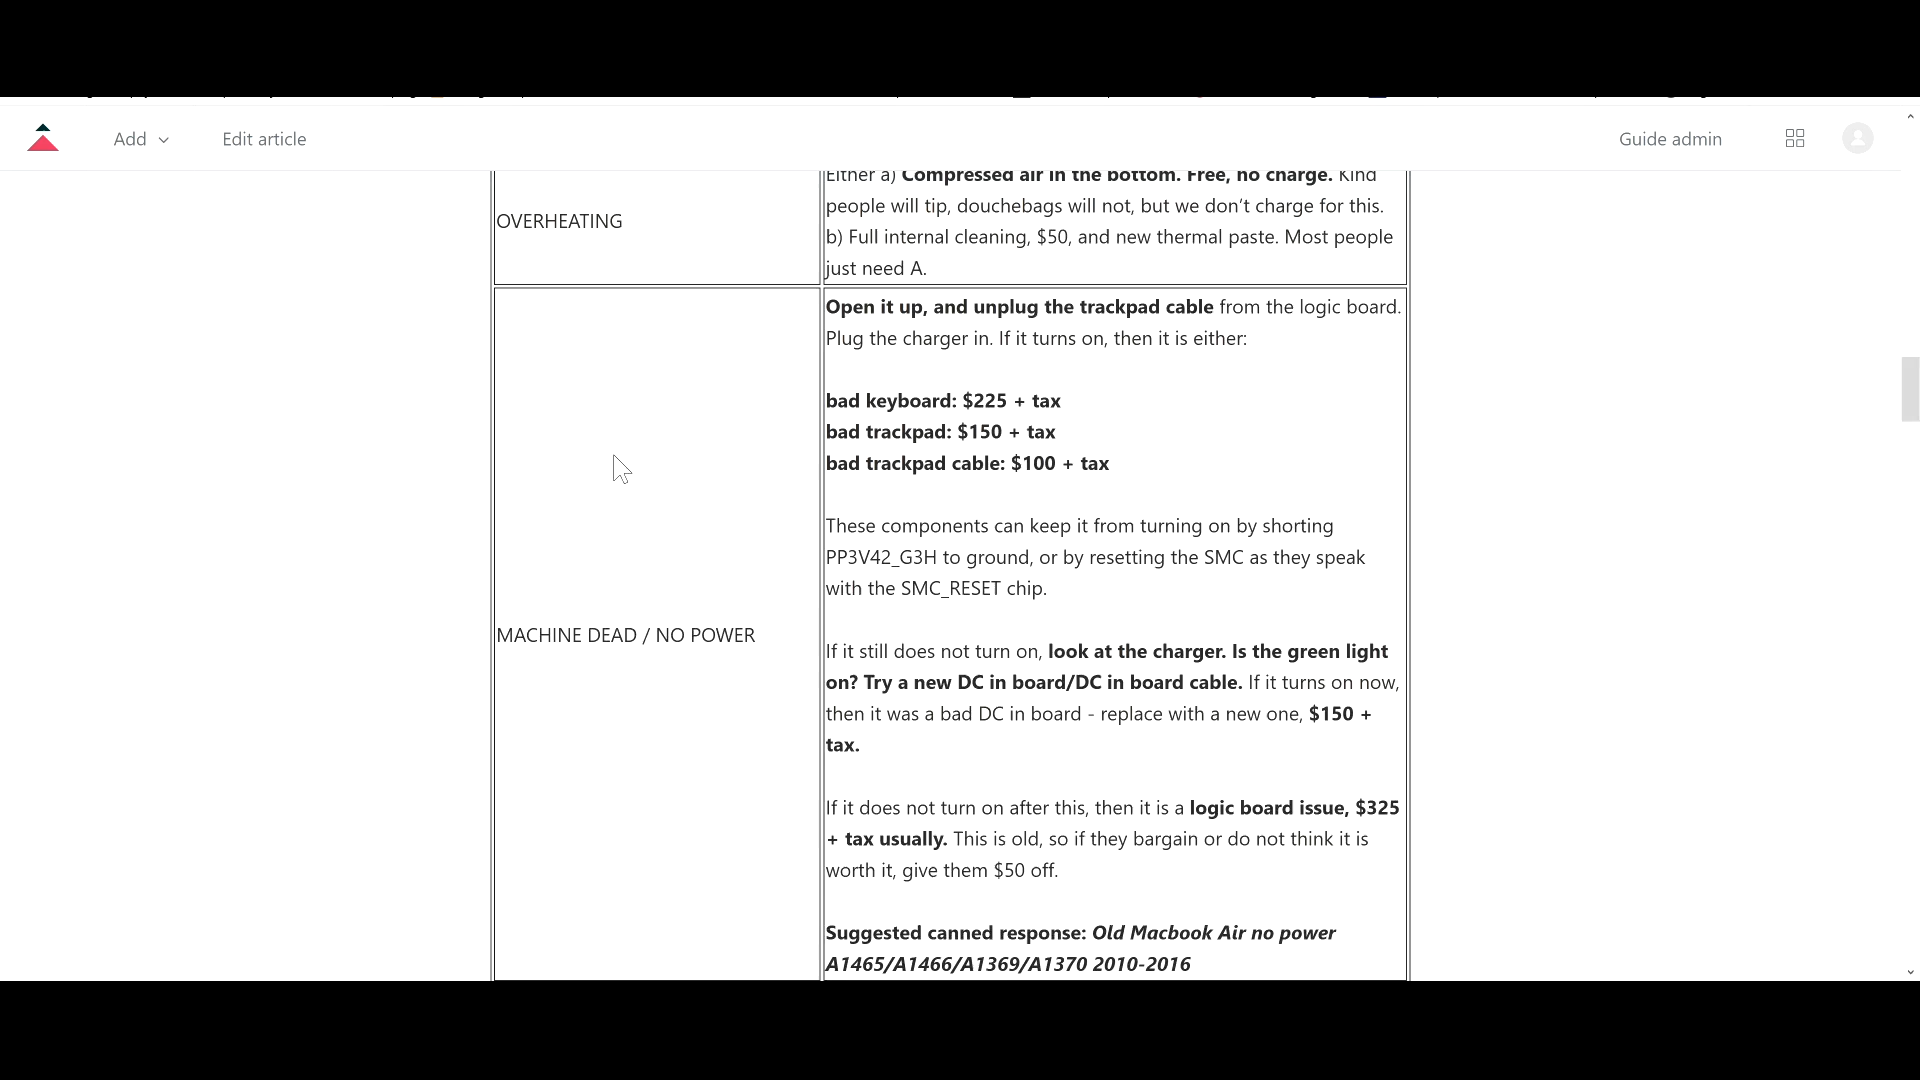 Add
Edit article
Guide admin
Either a) Compressed air in the bottom. Free, no charge. Kind
people will tip, douchebags will not, but we don’t charge for this.
b) Full internal cleaning, $50, and new thermal paste. Most people
just need A.
OVERHEATING
Open it up, and unplug the trackpad cable from the logic board.
Plug the charger in. If it turns on, then it is either:
bad keyboard: $225 + tax
bad trackpad: $150 + tax
bad trackpad cable: $100 + tax
These components can keep it from turning on by shorting
PP3V42_G3H to ground, or by resetting the SMC as they speak
with the SMC_RESET chip.
MACHINE DEAD / NO POWER
If it still does not turn on, look at the charger. Is the green light
on? Try a new DC in board/DC in board cable. If it turns on now,
then it was a bad DC in board - replace with a new one, $150 +
tax.
If it does not turn on after this, then it is a logic board issue, $325
+ tax usually. This is old, so if they bargain or do not think it is
worth it, give them $50 off.
Suggested canned response: Old Macbook Air no power
A1465/A1466/A1369/A1370 2010-2016